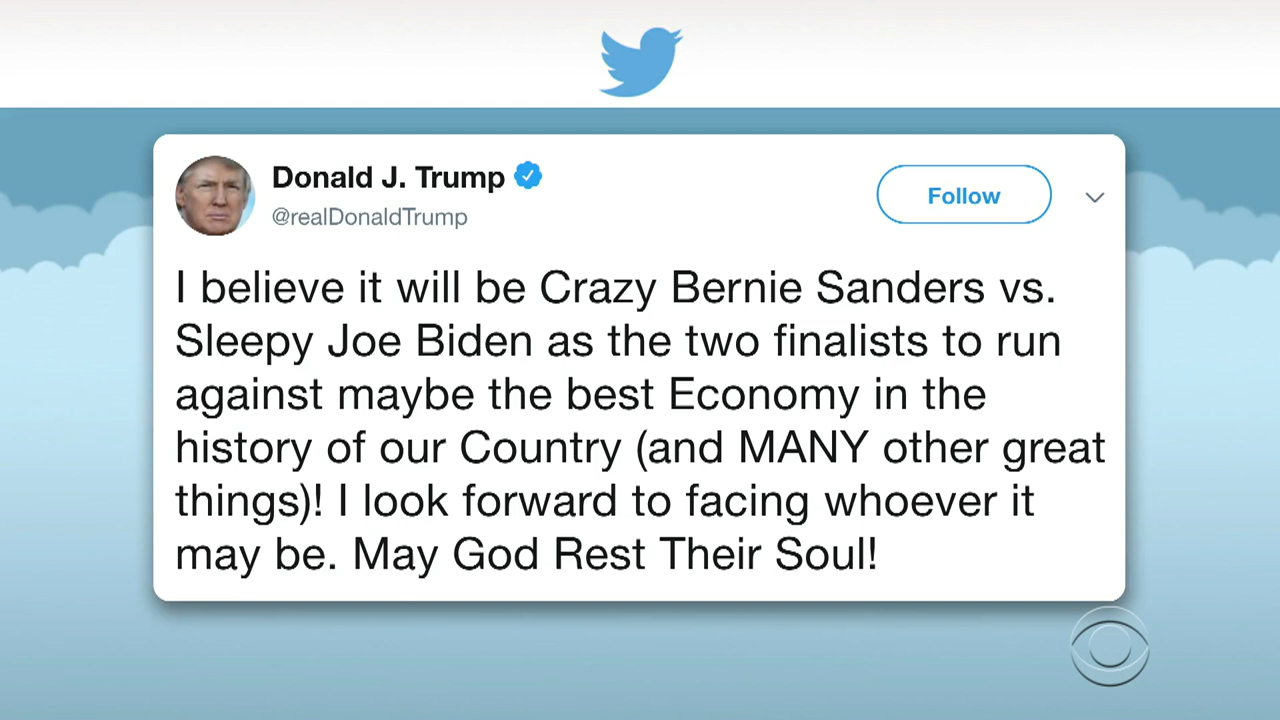 Donald J. Trump
@realDonaldTrump
Follow
I believe it will be Crazy Bernie Sanders vs.
Sleepy Joe Biden as the two finalists to run
against maybe the best Economy in the
history of our Country (and MANY other great
things)! I look forward to facing whoever it
may be. May God Rest Their Soul!